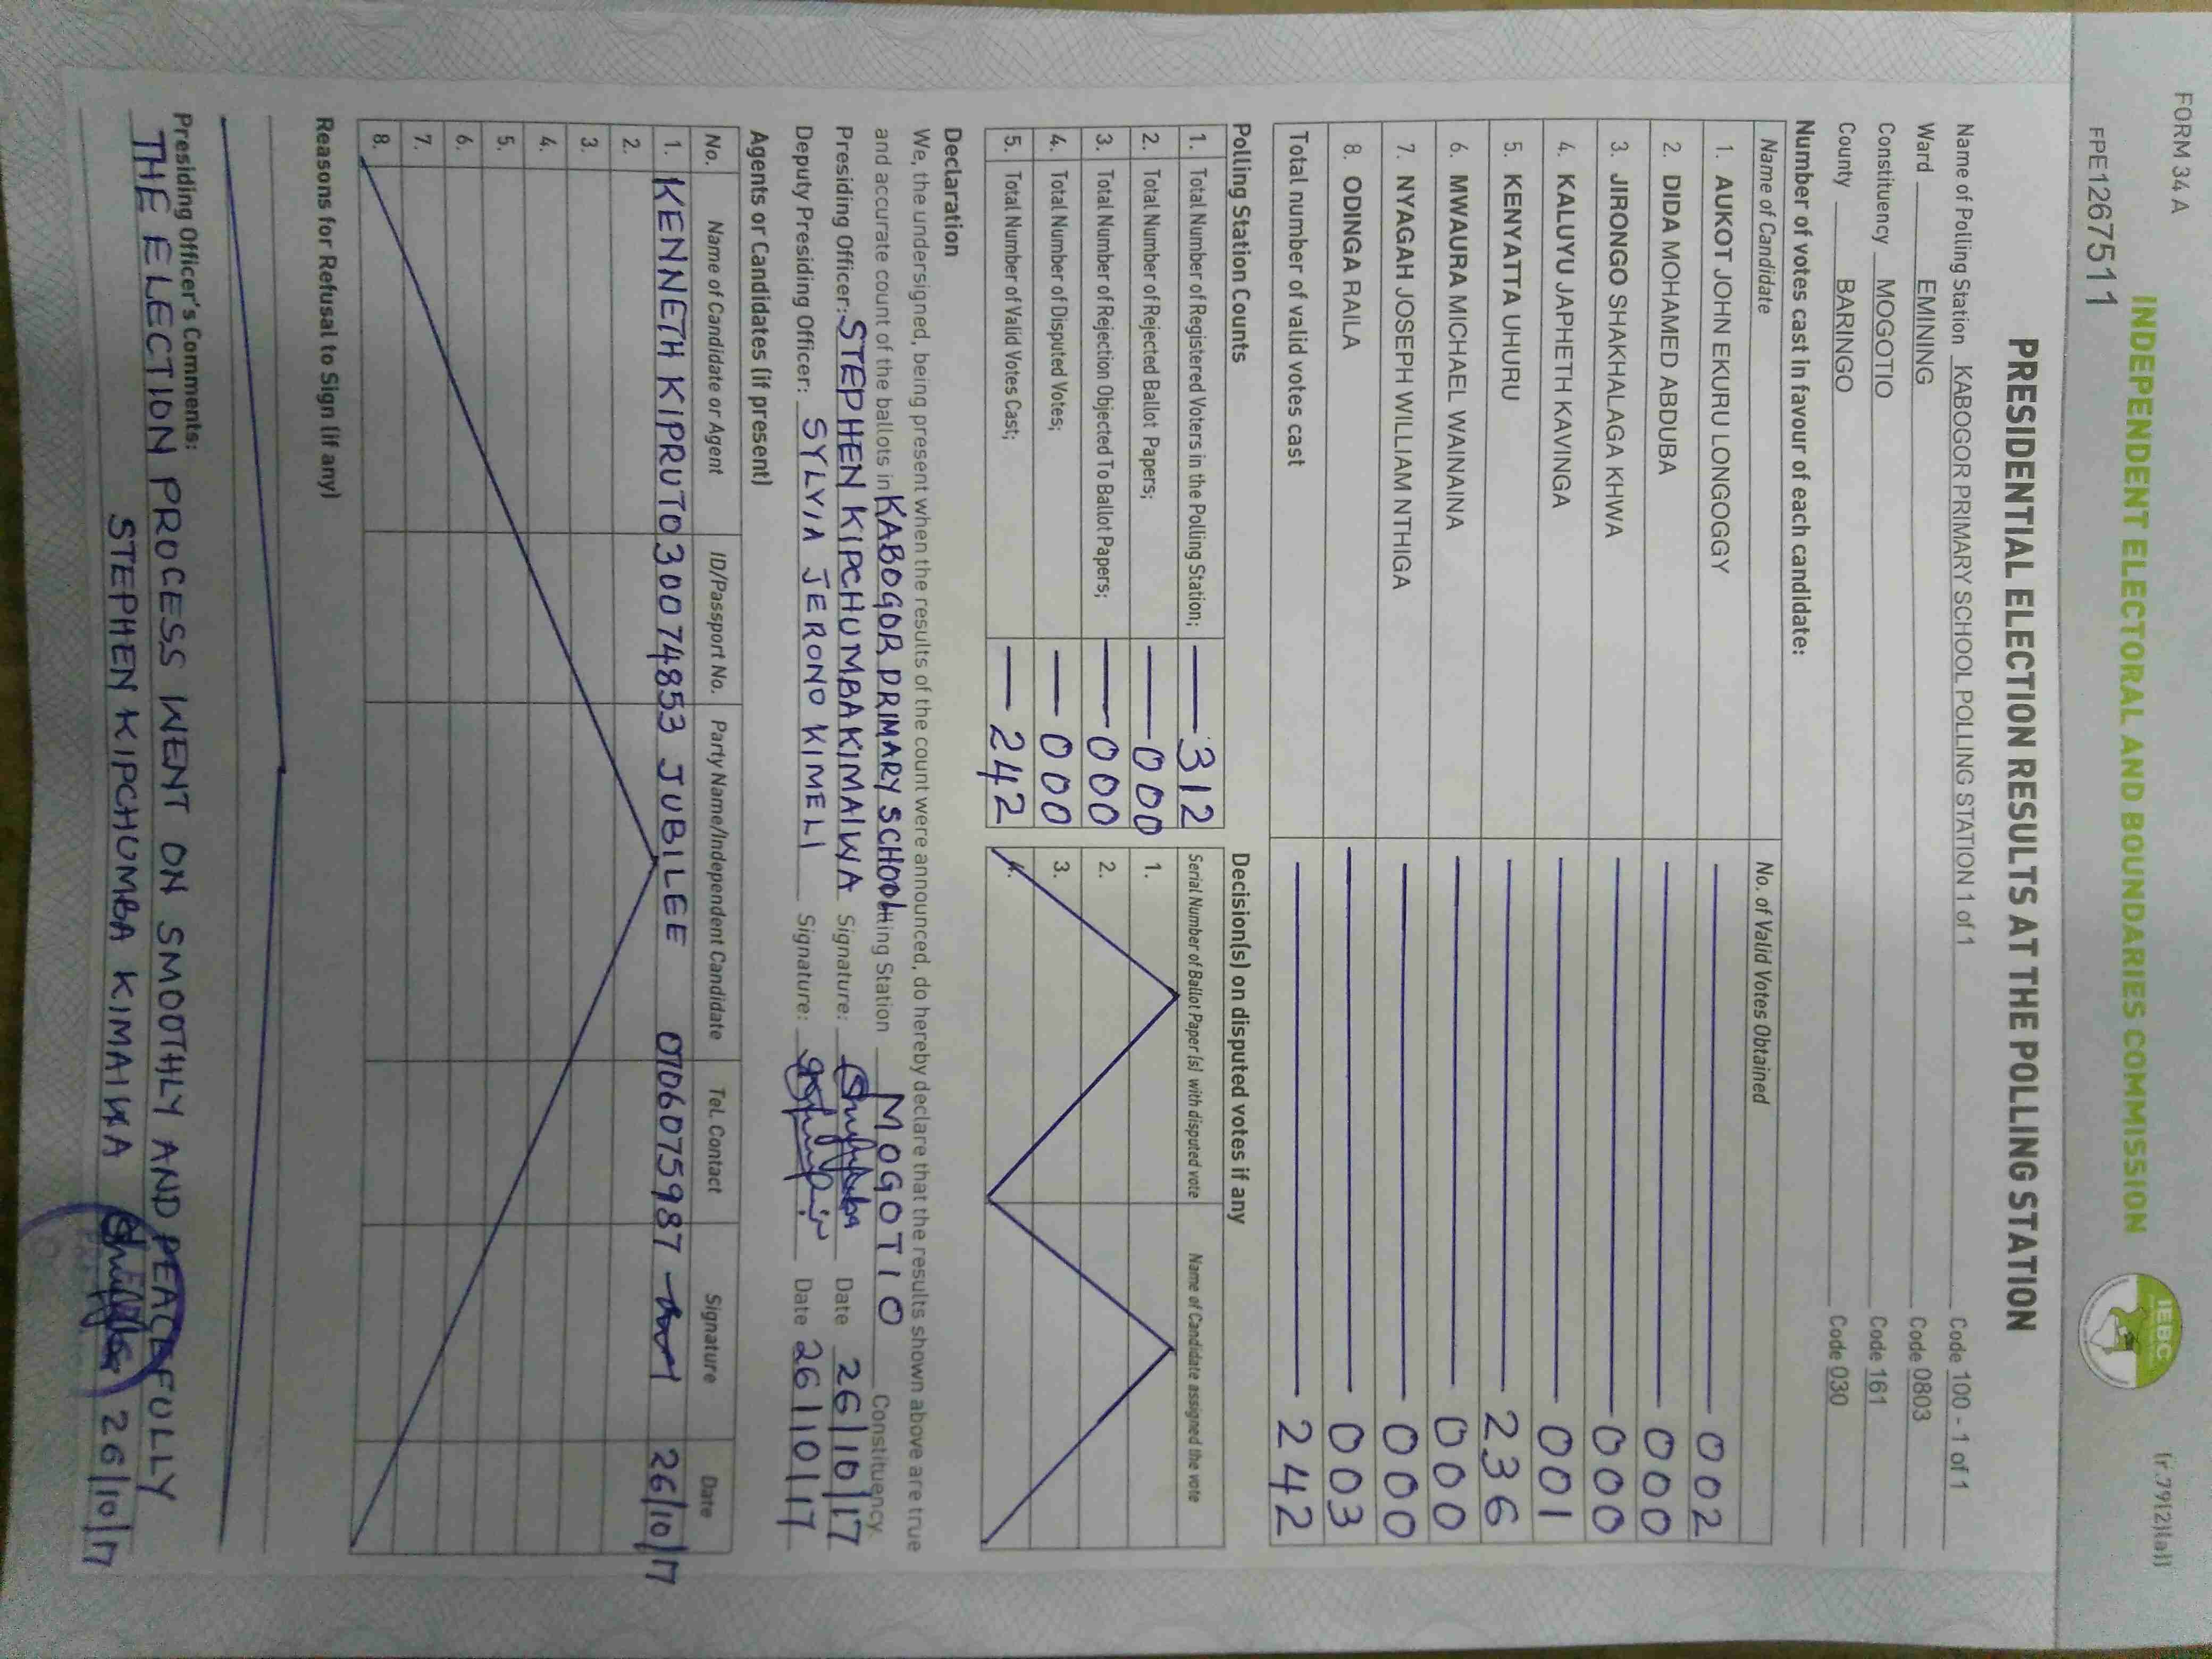 FORM 34 A
(r.79(2)(a))
INDEPENDENT ELECTORAL AND BOUNDARIES COMMISSION
IEBC
FPE1267511
PRESIDENTIAL ELECTION RESULTS AT THE POLLING STATION
Name of Polling Station KABOGOR PRIMARY SCHOOL POLLING STATION 1 of 1 Code 100 - 1 of 1
Ward EMINING Code 0803
Constituency MOGOTIO Code 161
County BARINGO Code 030
Number of votes cast in favour of each candidate:
Name of Candidate No. of Valid Votes Obtained
1. AUKOT JOHN EKURU LONGOGGY 002
2. DIDA MOHAMED ABDUBA 000
3. JIRONGO SHAKHALAGA KHWA 000
4. KALUYU JAPHETH KAVINGA 001
5. KENYATTA UHURU 236
6. MWAURA MICHAEL WAINAINA 000
7. NYAGAH JOSEPH WILLIAM NTHIGA 000
8. ODINGA RAILA 003
Total number of valid votes cast 242
Polling Station Counts Decision(s) on disputed votes if any
1. Total Number of Registered Voters in the Polling Station; 312 Serial Number of Ballot Paper (s) with disputed vote Name of Candidate assigned the vote
2. Total Number of Rejected Ballot Papers; 000 1.
3. Total Number of Rejection Objected To Ballot Papers; 000 2.
4. Total Number of Disputed Votes; 000 3.
5. Total Number of Valid Votes Cast; 242 4.
Declaration
We, the undersigned, being present when the results of the count were announced, do hereby declare that the results shown above are true
and accurate count of the ballots in KABOGOR PRIMARY SCHOOL Polling Station MOGOTIO Constituency.
Presiding Officer: STEPHEN KIPCHUMBA KIMAIWA Signature: Date 26/10/17
Deputy Presiding Officer: SYLVIA JERONO KIMELI Signature: Date 26/10/17
Agents or Candidates (if present)
No. Name of Candidate or Agent ID/Passport No. Party Name/Independent Candidate Tel. Contact Signature Date
1. KENNETH KIPRUTO 30074853 JUBILEE 0706075987 26/10/17
2.
3.
4.
5.
6.
7.
8.
Reasons for Refusal to Sign (if any)
Presiding Officer's Comments:
THE ELECTION PROCESS WENT ON SMOOTHLY AND PEACEFULLY
STEPHEN KIPCHUMBA KIMAIWA 26/10/17